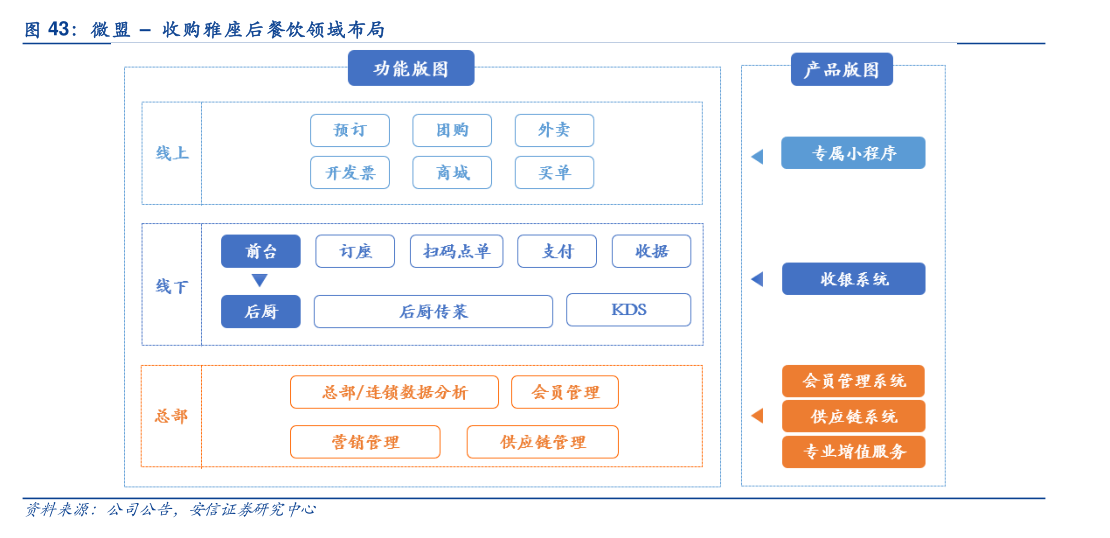 图 43：微盟 – 收购雅座后餐饮领域布局
功能版图
产品版图
线上
预订
团购
外卖
开发票
商城
买单
专属小程序
线下
前台
订座
扫码点单
支付
收据
后厨
后厨传菜
KDS
收银系统
总部
总部/连锁数据分析
会员管理
营销管理
供应链管理
会员管理系统
供应链系统
专业增值服务
资料来源：公司公告，安信证券研究中心